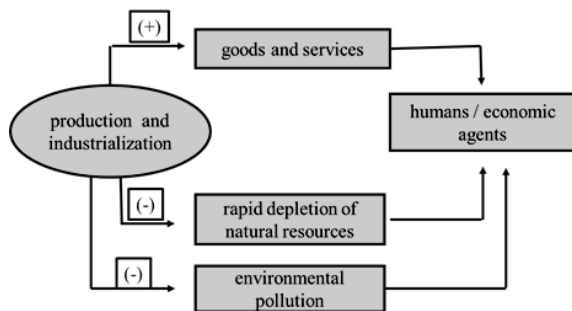 (+)
goods and services
production and
industrialization
humans / economic
agents
(-)
rapid depletion of
natural resources
(-)
environmental
pollution